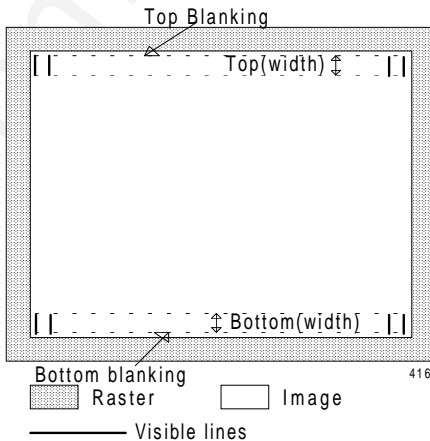 Top Blanking
Top(width)
Bottom(width)
416
Bottom blanking
Raster Image
Visible lines